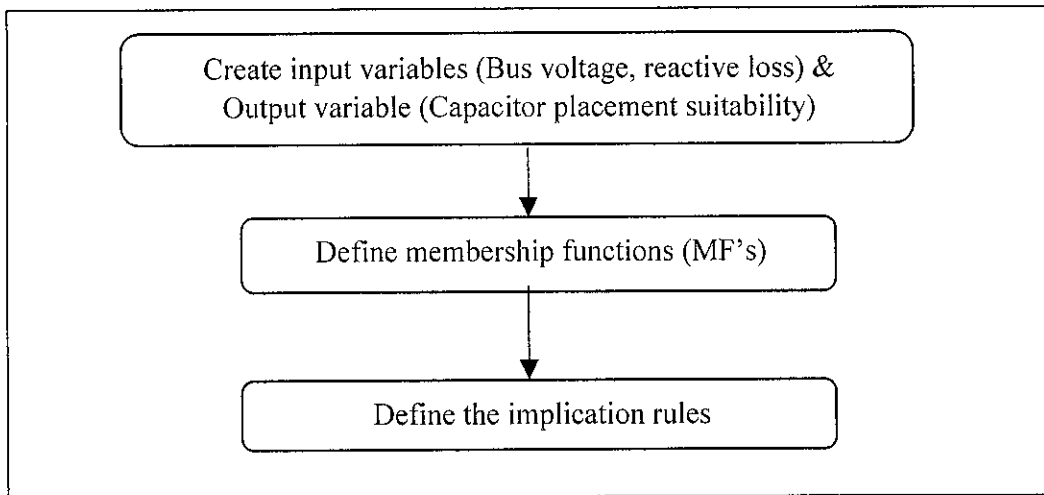 Create input variables (Bus voltage, reactive loss) &
Output variable (Capacitor placement suitability)
Define membership functions (MF's)
Define the implication rules